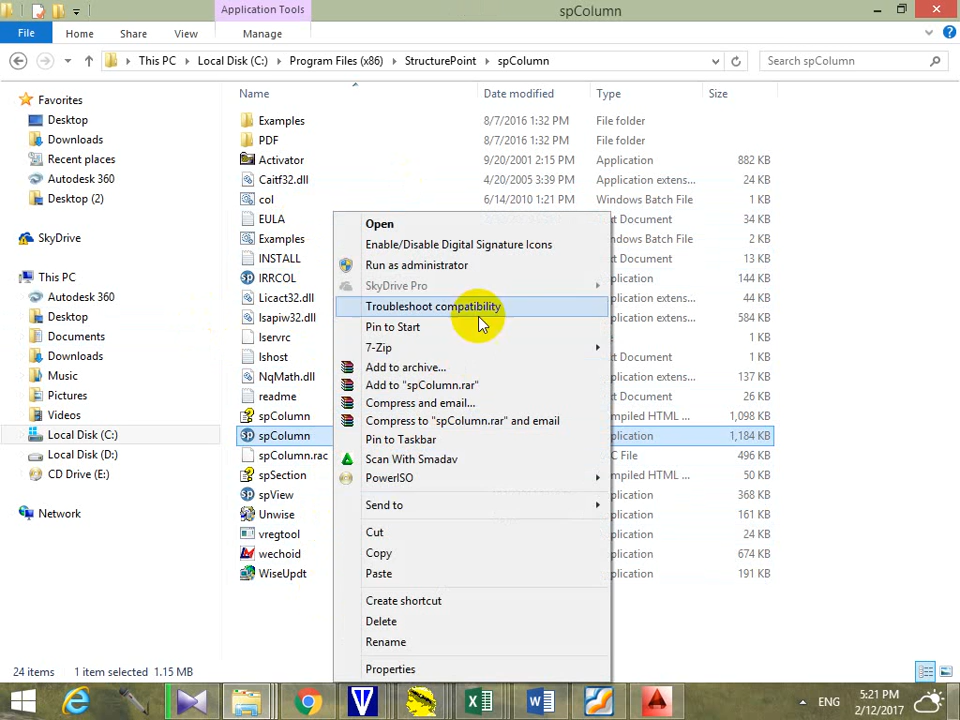 Application Tools
spColumn
File
Home
Share
View
Manage
This PC
Local Disk (C:)
Program Files (x86)
StructurePoint
spColumn
Search spColumn
Name
Date modified
Type
Size
Favorites
Desktop
Downloads
Recent places
Autodesk 360
Desktop (2)
SkyDrive
This PC
Autodesk 360
Desktop
Documents
Downloads
Music
Pictures
Videos
Local Disk (C:)
Local Disk (D:)
CD Drive (E:)
Network
Examples 8/7/2016 1:32 PM File folder
PDF 8/7/2016 1:32 PM File folder
Activator 9/20/2001 2:15 PM Application 882 KB
Caitf32.dll 4/20/2005 3:39 PM Application extens... 24 KB
col 6/14/2010 1:21 PM Windows Batch File 1 KB
EULA t Document 34 KB
Examples ndows Batch File 2 KB
INSTALL t Document 13 KB
IRRCOL plication 144 KB
Licact32.dll plication extens... 68 KB
lsapiw32.dll plication extens... 584 KB
lservrc File 1 KB
lshost t Document 1 KB
NqMath.dll plication extens... 137 KB
readme t Document 2 KB
spColumn mpiled HTML ... 1,098 KB
spColumn plication 1,184 KB
spColumn.rac C File 496 KB
spSection mpiled HTML ... 50 KB
spView plication 368 KB
Unwise plication 161 KB
vregtool plication 24 KB
wechoid plication 674 KB
WiseUpdt plication 191 KB
Open
Enable/Disable Digital Signature Icons
Run as administrator
SkyDrive Pro
Troubleshoot compatibility
Pin to Start
7-Zip
Add to archive...
Add to "spColumn.rar"
Compress and email...
Compress to "spColumn.rar" and email
Pin to Taskbar
Scan With Smadav
PowerISO
Send to
Cut
Copy
Paste
Create shortcut
Delete
Rename
Properties
24 items 1 item selected 1.15 MB
ENG
5:21 PM
2/12/2017